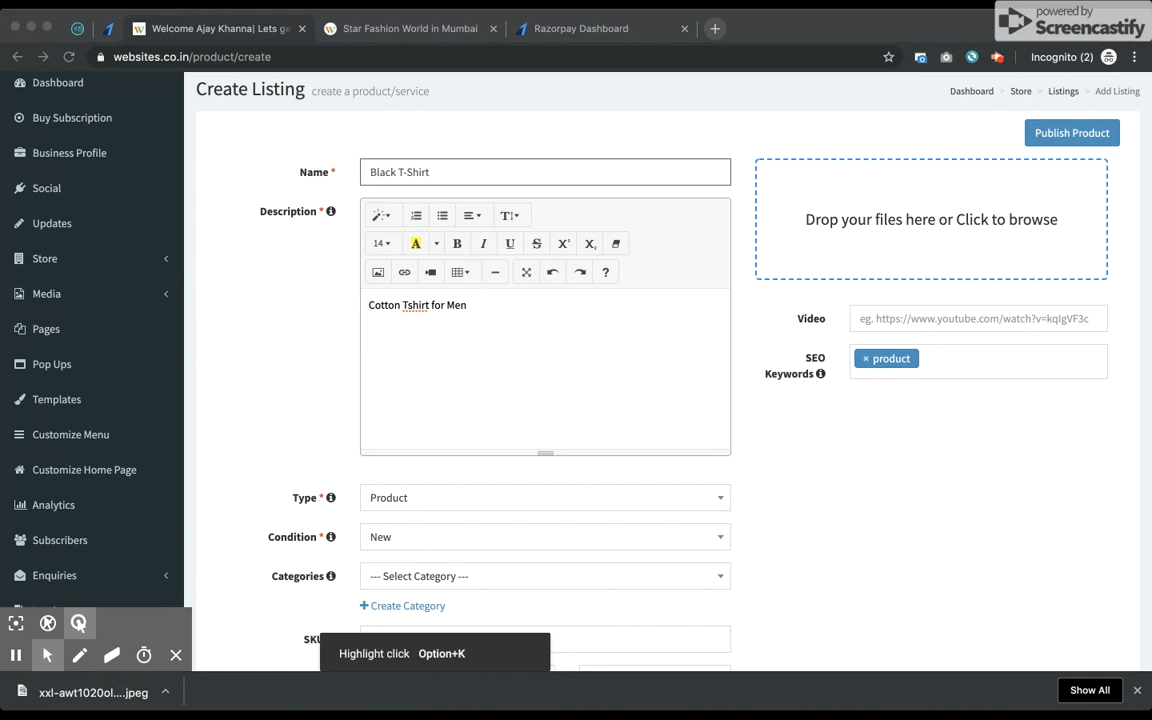 powered by
Screencastify
Welcome Ajay Khanna| Lets ge
Star Fashion World in Mumbai
Razorpay Dashboard
websites.co.in/product/create
Incognito (2)
Dashboard
Buy Subscription
Business Profile
Social
Updates
Store
Media
Pages
Pop Ups
Templates
Customize Menu
Customize Home Page
Analytics
Subscribers
Enquiries
Create Listing create a product/service
Dashboard > Store > Listings > Add Listing
Publish Product
Name * Black T-Shirt
Description *
14
Cotton Tshirt for Men
Drop your files here or Click to browse
Video eg. https://www.youtube.com/watch?v=kqIgVF3c
SEO Keywords × product
Type * Product
Condition * New
Categories --- Select Category ---
+ Create Category
SKU
Highlight click Option+K
xxl-awt1020ol....jpeg
Show All